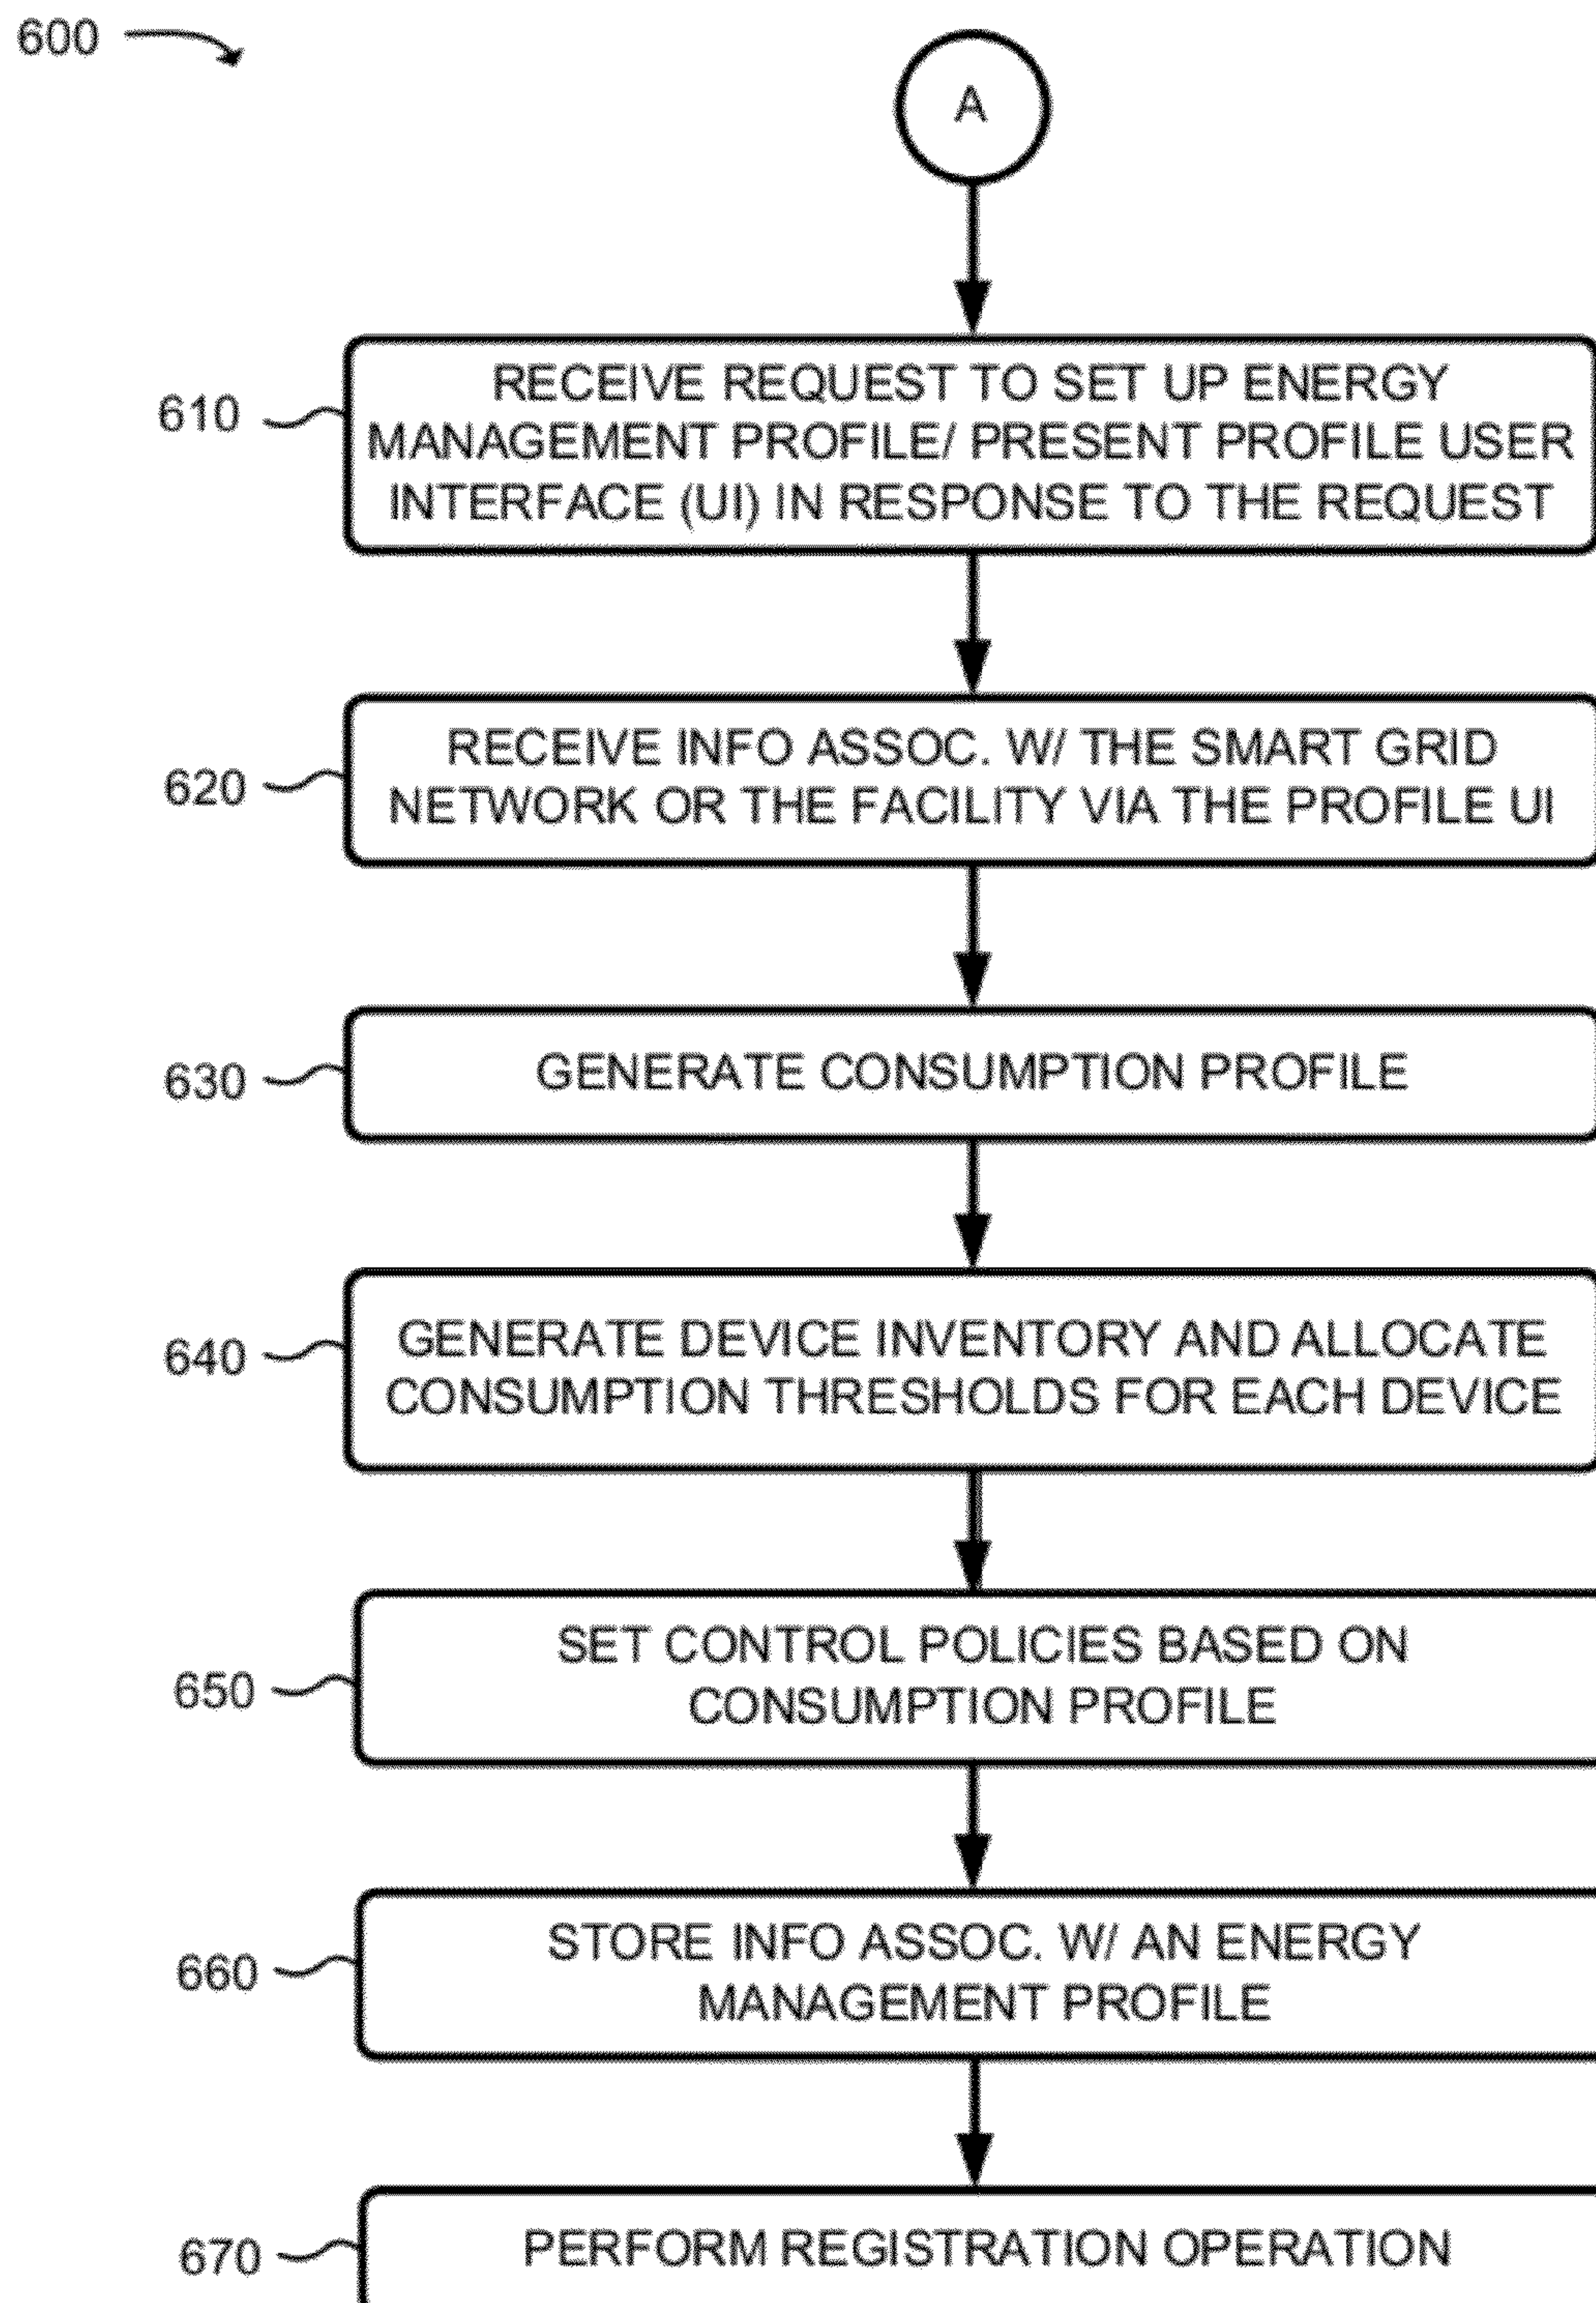 600
A
610
RECEIVE REQUEST TO SET UP ENERGY
MANAGEMENT PROFILE/ PRESENT PROFILE USER
INTERFACE (UI) IN RESPONSE TO THE REQUEST
620
RECEIVE INFO ASSOC. W/ THE SMART GRID
NETWORK OR THE FACILITY VIA THE PROFILE UI
630
GENERATE CONSUMPTION PROFILE
640
GENERATE DEVICE INVENTORY AND ALLOCATE
CONSUMPTION THRESHOLDS FOR EACH DEVICE
650
SET CONTROL POLICIES BASED ON
CONSUMPTION PROFILE
660
STORE INFO ASSOC. W/ AN ENERGY
MANAGEMENT PROFILE
670
PERFORM REGISTRATION OPERATION